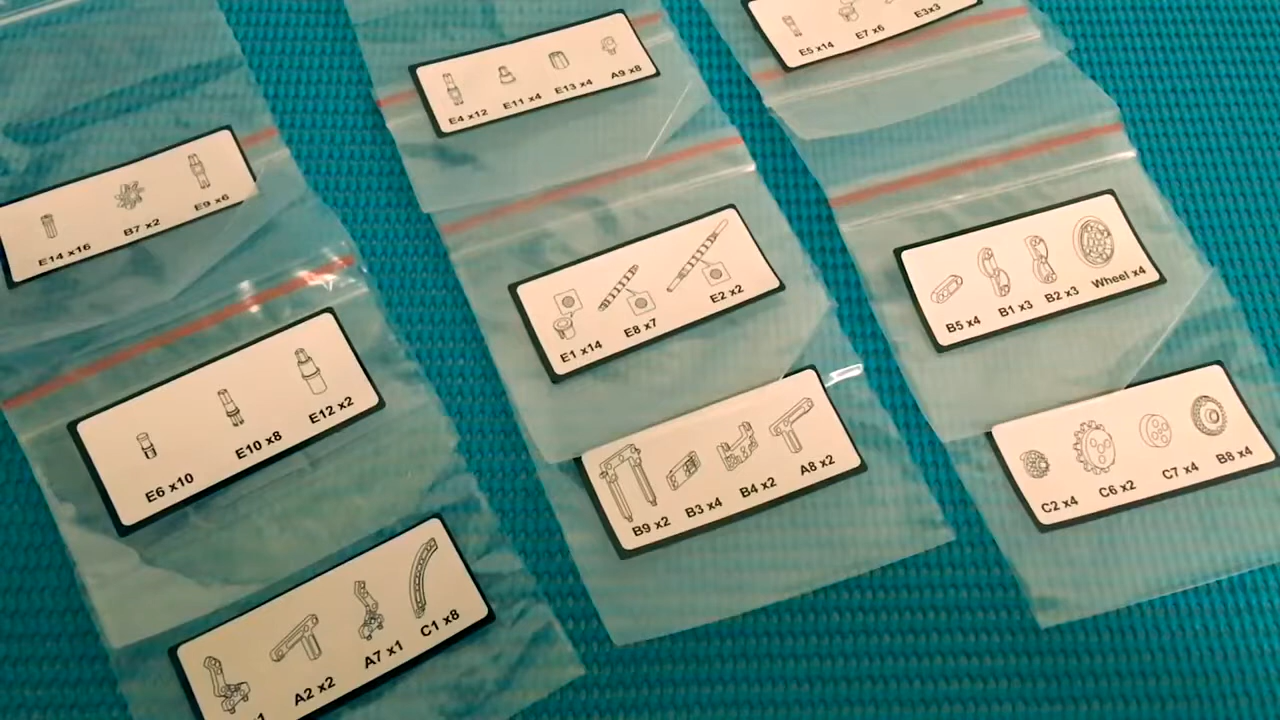 E14 x16 B7 x2 E9 x6
E6 x10 E10 x8 E12 x2
A2 x2 A7 x1 C1 x8
E4 x12 E11 x4 E13 x4 A9 x8
E1 x14 E8 x7 E2 x2
B9 x2 B3 x4 B4 x2 A8 x2
E5 x14 E7 x6 E3x3
B5 x4 B1 x3 B2 x3 Wheel x4
C2 x4 C6 x2 C7 x4 B8 x4